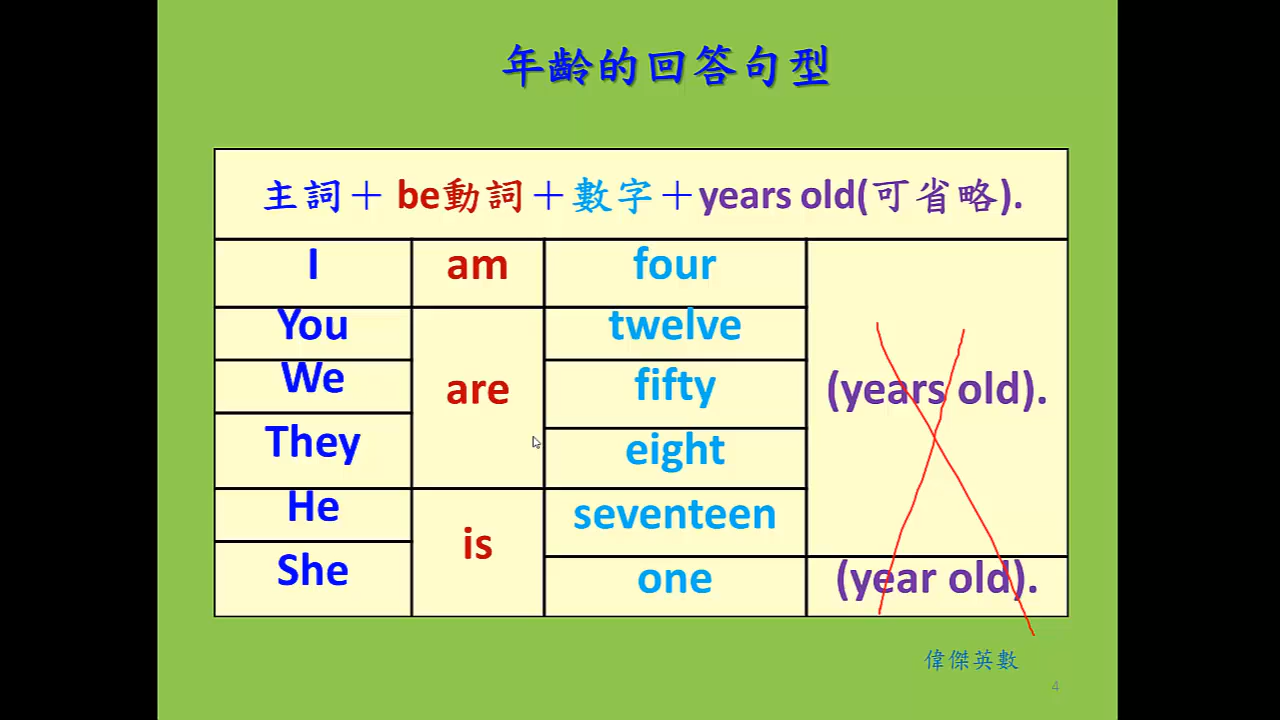 年齡的回答句型
主詞＋ be動詞＋數字＋years old(可省略).
I am four
You twelve
We are fifty (years old).
They eight
He seventeen
is
She one (year old).
偉傑英數
4